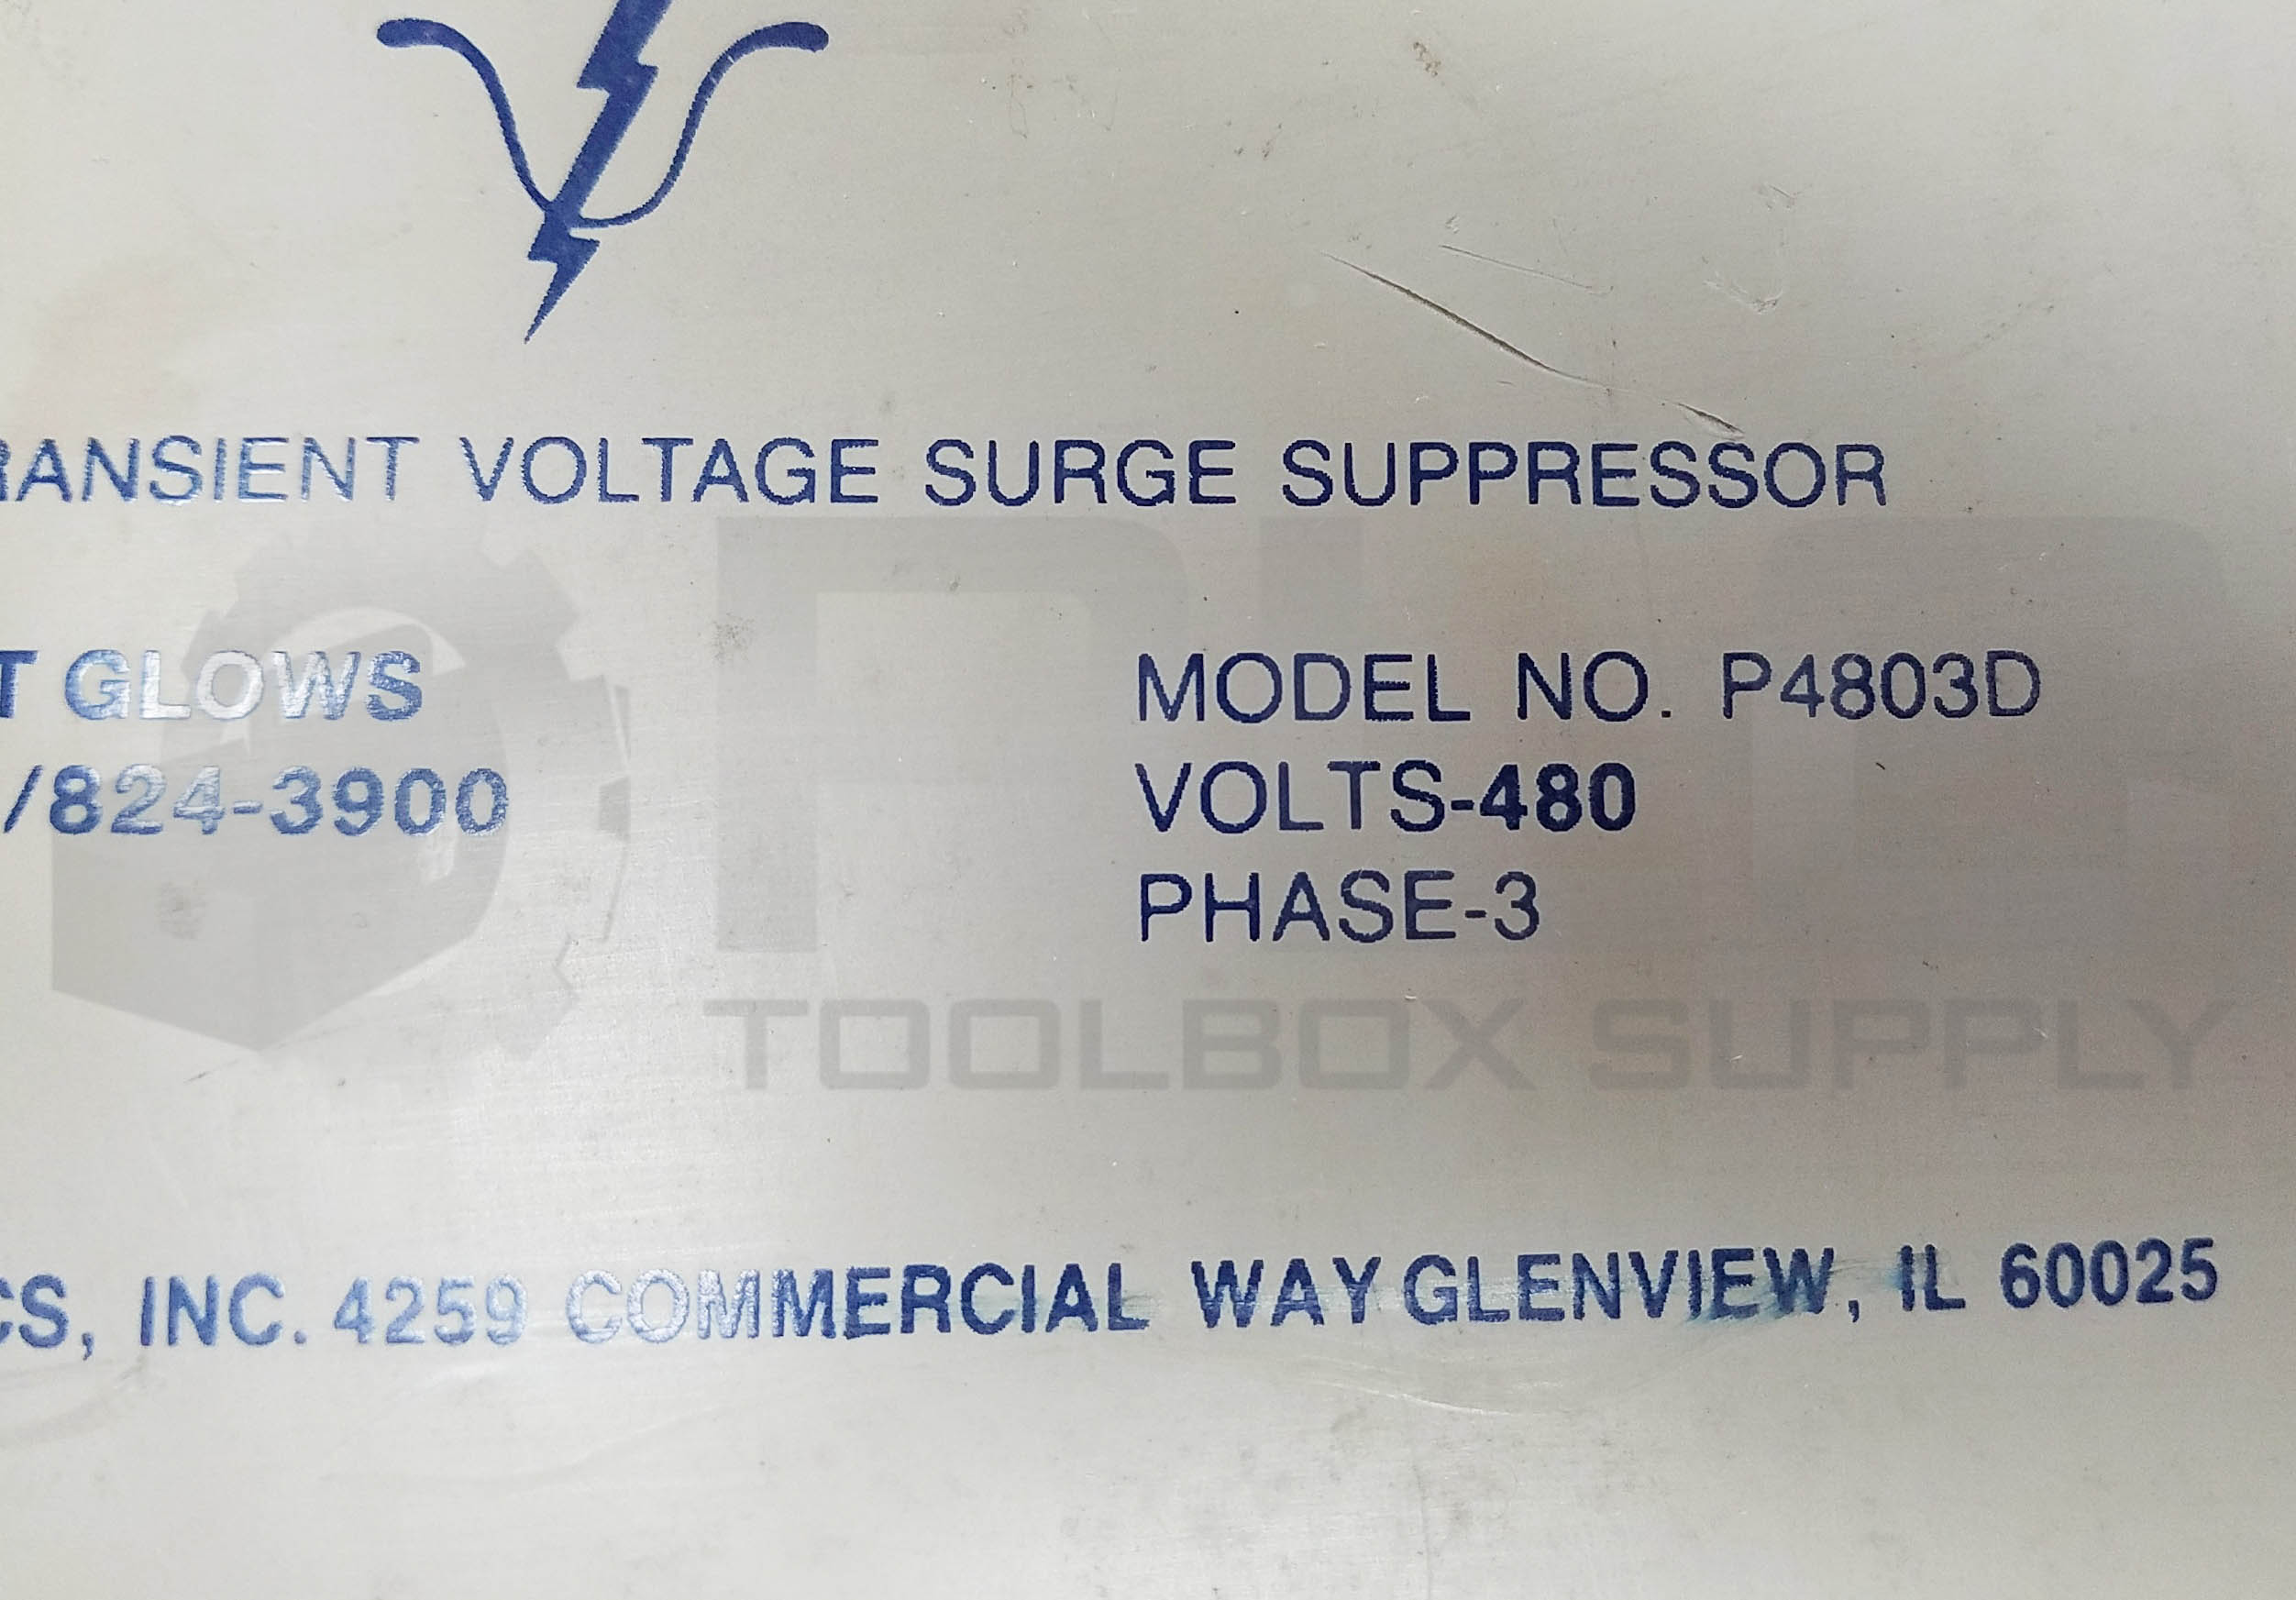 RANSIENT VOLTAGE SURGE SUPPRESSOR
T GLOWS
MODEL NO. P4803D
/824-3900
VOLTS-480
PHASE-3
TOOLBOX SUPPLY
CS, INC. 4259 COMMERCIAL WAY GLENVIEW, IL 60025